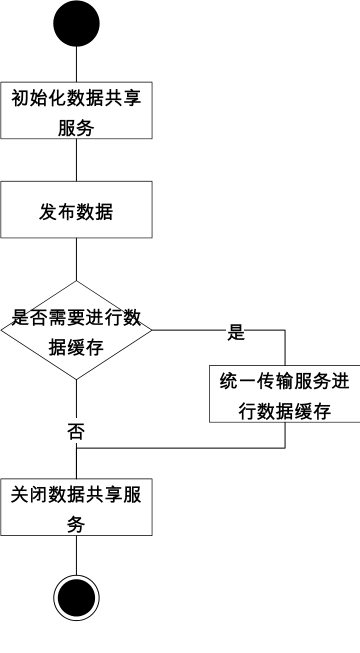 初始化数据共享
服务
发布数据
是否需要进行数
据缓存
是
统一传输服务进
行数据缓存
否
关闭数据共享服
务